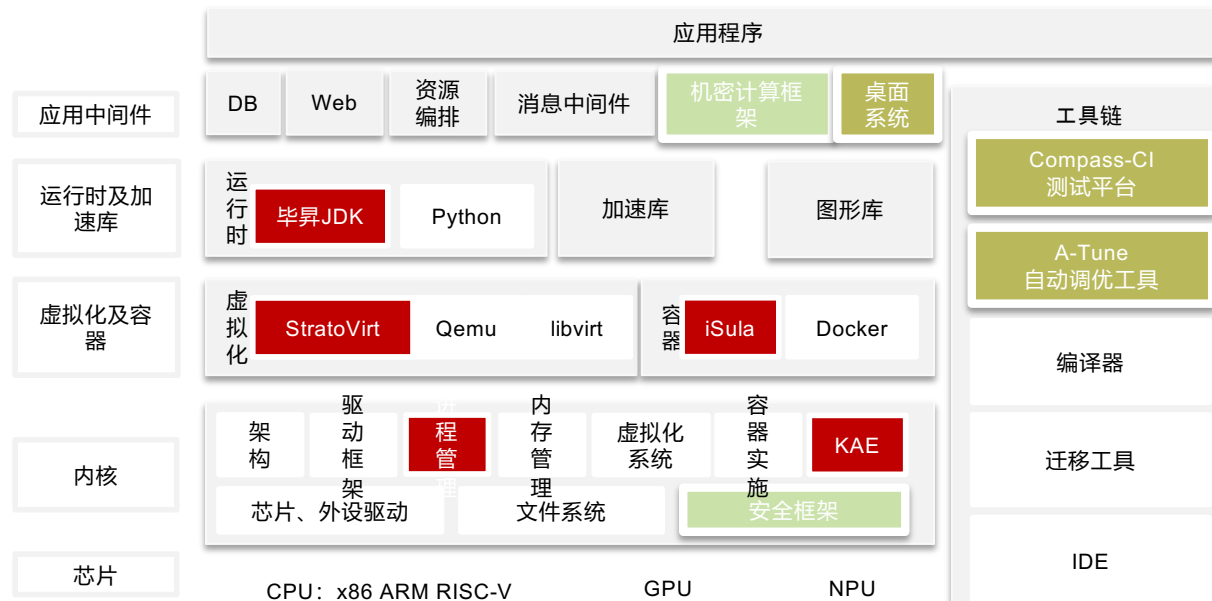 应用程序
应用中间件
DB
Web
资源
编排
消息中间件
机密计算框
架
桌面
系统
运行时及加
速库
运
行
时
毕昇JDK
Python
加速库
图形库
虚拟化及容
器
虚
拟
化
StratoVirt
Qemu
libvirt
容
器
iSula
Docker
内核
架
构
驱
动
框
架
进
程
管
理
内
存
管
理
虚拟化
系统
容
器
实
施
KAE
芯片、外设驱动
文件系统
安全框架
芯片
CPU：x86 ARM RISC-V
GPU
NPU
工具链
Compass-CI
测试平台
A-Tune
自动调优工具
编译器
迁移工具
IDE